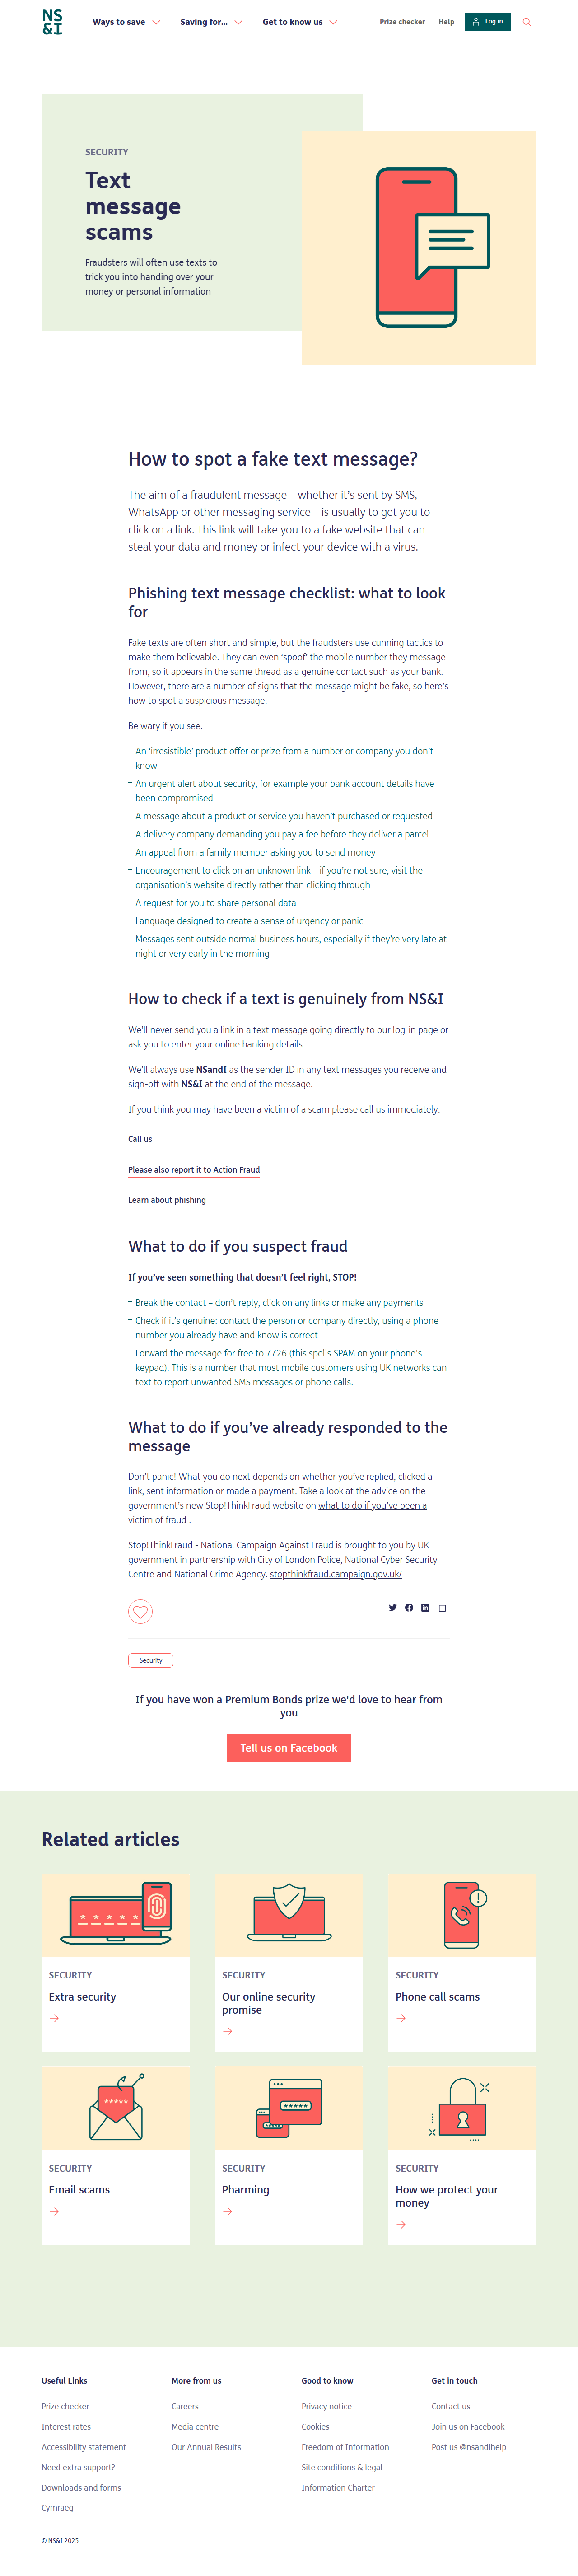 NS
&I
Ways to save
Saving for...
Get to know us
Prize checker
Help
Log in
SECURITY
Text
message
scams
Fraudsters will often use texts to
trick you into handing over your
money or personal information
How to spot a fake text message?
The aim of a fraudulent message – whether it’s sent by SMS,
WhatsApp or other messaging service – is usually to get you to
click on a link. This link will take you to a fake website that can
steal your data and money or infect your device with a virus.
Phishing text message checklist: what to look
for
Fake texts are often short and simple, but the fraudsters use cunning tactics to
make them believable. They can even ‘spoof’ the mobile number they message
from, so it appears in the same thread as a genuine contact such as your bank.
However, there are a number of signs that the message might be fake, so here’s
how to spot a suspicious message.
Be wary if you see:
– An ‘irresistible’ product offer or prize from a number or company you don’t
know
– An urgent alert about security, for example your bank account details have
been compromised
– A message about a product or service you haven’t purchased or requested
– A delivery company demanding you pay a fee before they deliver a parcel
– An appeal from a family member asking you to send money
– Encouragement to click on an unknown link – if you’re not sure, visit the
organisation’s website directly rather than clicking through
– A request for you to share personal data
– Language designed to create a sense of urgency or panic
– Messages sent outside normal business hours, especially if they’re very late at
night or very early in the morning
How to check if a text is genuinely from NS&I
We’ll never send you a link in a text message going directly to our log-in page or
ask you to enter your online banking details.
We’ll always use NSandI as the sender ID in any text messages you receive and
sign-off with NS&I at the end of the message.
If you think you may have been a victim of a scam please call us immediately.
Call us
Please also report it to Action Fraud
Learn about phishing
What to do if you suspect fraud
If you’ve seen something that doesn’t feel right, STOP!
– Break the contact – don’t reply, click on any links or make any payments
– Check if it’s genuine: contact the person or company directly, using a phone
number you already have and know is correct
– Forward the message for free to 7726 (this spells SPAM on your phone’s
keypad). This is a number that most mobile customers using UK networks can
text to report unwanted SMS messages or phone calls.
What to do if you’ve already responded to the
message
Don’t panic! What you do next depends on whether you’ve replied, clicked a
link, sent information or made a payment. Take a look at the advice on the
government’s new Stop!ThinkFraud website on what to do if you’ve been a
victim of fraud .
Stop!ThinkFraud - National Campaign Against Fraud is brought to you by UK
government in partnership with City of London Police, National Cyber Security
Centre and National Crime Agency. stopthinkfraud.campaign.gov.uk/
Security
If you have won a Premium Bonds prize we'd love to hear from
you
Tell us on Facebook
Related articles
SECURITY
Extra security
SECURITY
Our online security
promise
SECURITY
Phone call scams
SECURITY
Email scams
SECURITY
Pharming
SECURITY
How we protect your
money
Useful Links
Prize checker
Interest rates
Accessibility statement
Need extra support?
Downloads and forms
Cymraeg
More from us
Careers
Media centre
Our Annual Results
Good to know
Privacy notice
Cookies
Freedom of Information
Site conditions & legal
Information Charter
Get in touch
Contact us
Join us on Facebook
Post us @nsandihelp
© NS&I 2025